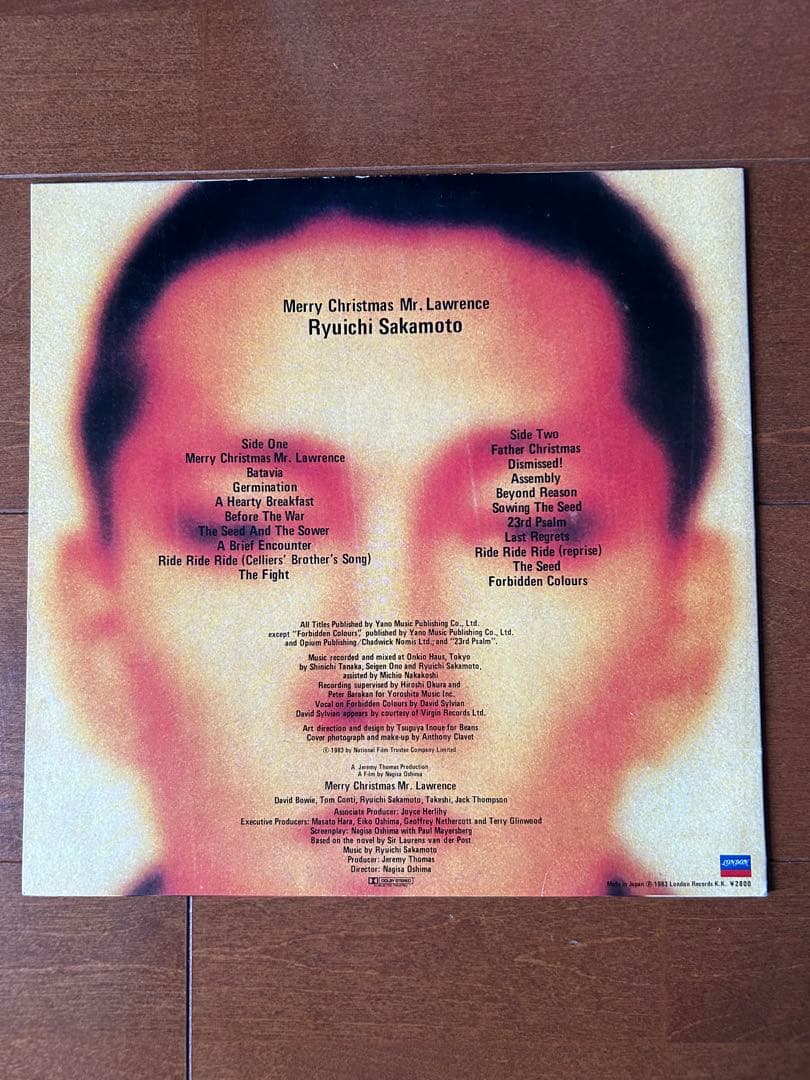 Merry Christmas Mr. Lawrence
Ryuichi Sakamoto
Side One
Merry Christmas Mr. Lawrence
Batavia
Germination
A Hearty Breakfast
Before The War
The Seed And The Sower
A Brief Encounter
Ride Ride Ride (Celliers' Brother's Song)
The Fight
Side Two
Father Christmas
Dismissed!
Assembly
Beyond Reason
Sowing The Seed
23rd Psalm
Last Regrets
Ride Ride Ride (reprise)
The Seed
Forbidden Colours
All Titles Published by Yano Music Publishing Co., Ltd.
except "Forbidden Colours", published by Yano Music Publishing Co., Ltd.
and Opium Publishing/Chadwick Nomis Ltd., and "23rd Psalm".
Music recorded and mixed at Onkio Haus, Tokyo
by Shinichi Tanaka, Seigen Ono and Ryuichi Sakamoto,
assisted by Michio Nakakoshi
Recording supervised by Hiroshi Okura and
Peter Barakan for Yoroshita Music Inc.
Vocal on Forbidden Colours by David Sylvian
David Sylvian appears by courtesy of Virgin Records Ltd.
Art direction and design by Tsuguya Inoue for Beans
Cover photograph and make-up by Anthony Clavet
Ⓟ 1983 by National Film Trustee Company Limited
A Jeremy Thomas Production
A Film by Nagisa Oshima
Merry Christmas Mr. Lawrence
David Bowie, Tom Conti, Ryuichi Sakamoto, Takeshi, Jack Thompson
Associate Producer: Joyce Herlihy
Executive Producers: Masato Hara, Eiko Oshima, Geoffrey Nethercott and Terry Glinwood
Screenplay: Nagisa Oshima with Paul Mayersberg
Based on the novel by Sir Laurens van der Post
Music by Ryuichi Sakamoto
Producer: Jeremy Thomas
Director: Nagisa Oshima
DOLBY STEREO
LONDON
Made in Japan Ⓟ 1983 London Records K.K. ¥2800